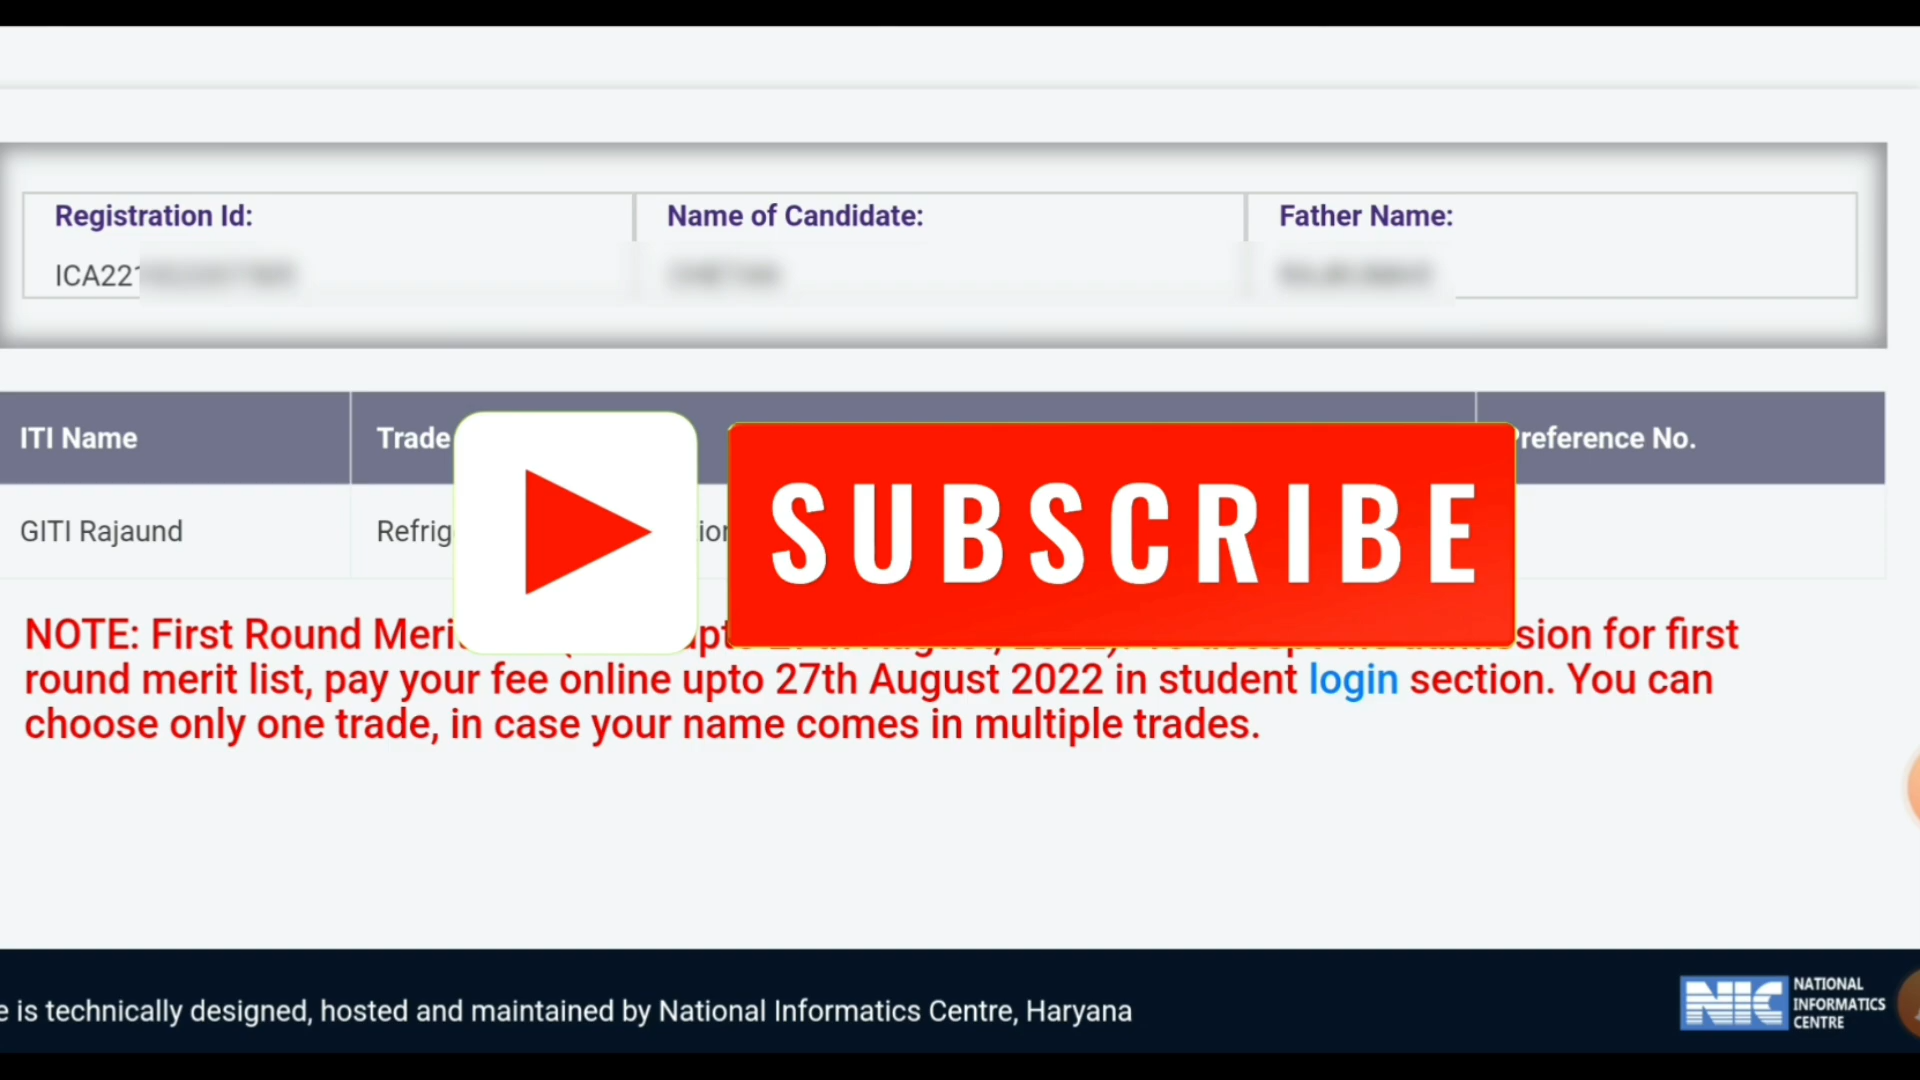 Registration Id: Name of Candidate: Father Name:
ICA221
ITI Name Trade Preference No.
GITI Rajaund Refrig
SUBSCRIBE
NOTE: First Round Meri sion for first
round merit list, pay your fee online upto 27th August 2022 in student login section. You can
choose only one trade, in case your name comes in multiple trades.
e is technically designed, hosted and maintained by National Informatics Centre, Haryana
NIC NATIONAL
INFORMATICS
CENTRE